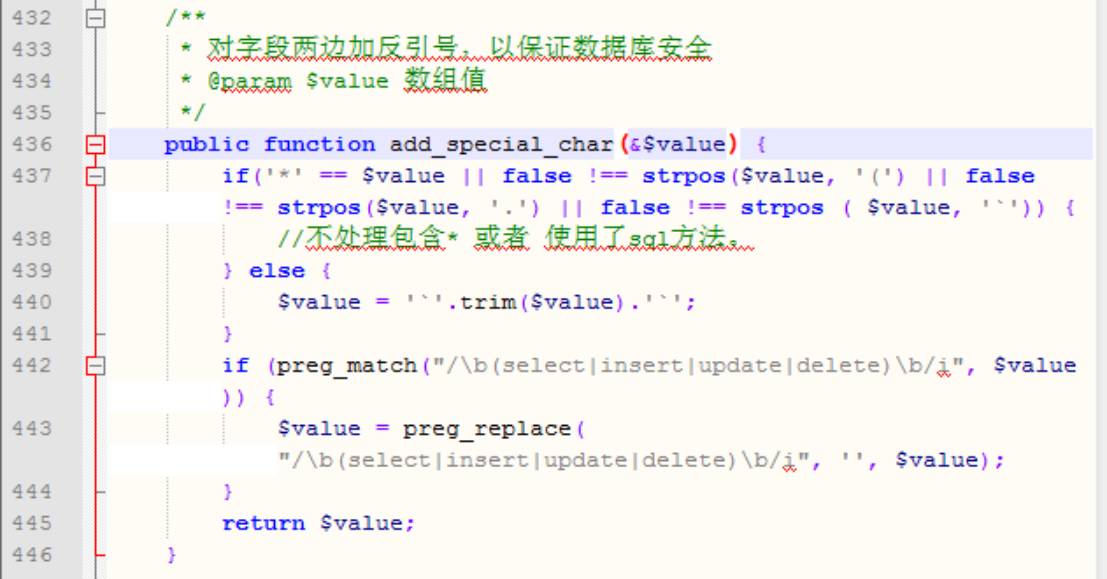 432 /**
433 * 对字段两边加反引号，以保证数据库安全
434 * @param $value 数组值
435 */
436 public function add_special_char(&$value) {
437 if('*' == $value || false !== strpos($value, '(') || false
!== strpos($value, '.') || false !== strpos ( $value, '`')) {
438 //不处理包含* 或者 使用了sql方法。
439 } else {
440 $value = '`'.trim($value).'`';
441 }
442 if (preg_match("/\b(select|insert|update|delete)\b/i", $value
)) {
443 $value = preg_replace(
"/\b(select|insert|update|delete)\b/i", '', $value);
444 }
445 return $value;
446 }